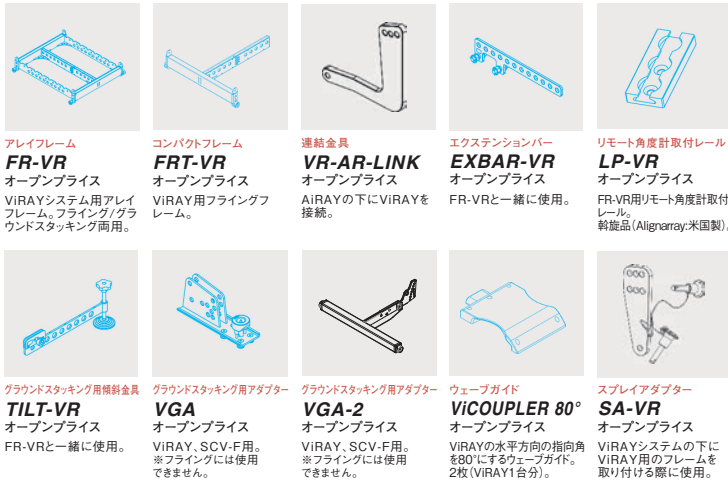 アレイフレーム
FR-VR
オープンプライス
ViRAYシステム用アレイ
フレーム。フライング/グラ
ウンドスタッキング両用。
コンパクトフレーム
FRT-VR
オープンプライス
ViRAY用フライングフ
レーム。
連結金具
VR-AR-LINK
オープンプライス
AiRAYの下にViRAYを
接続。
エクステンションバー
EXBAR-VR
オープンプライス
FR-VRと一緒に使用。
リモート角度計取付レール
LP-VR
オープンプライス
FR-VR用リモート角度計取付
レール。
斡旋品(Alignarray:米国製)。
グラウンドスタッキング用傾斜金具
TILT-VR
オープンプライス
FR-VRと一緒に使用。
グラウンドスタッキング用アダプター
VGA
オープンプライス
ViRAY、SCV-F用。
※フライングには使用
できません。
グラウンドスタッキング用アダプター
VGA-2
オープンプライス
ViRAY、SCV-F用。
※フライングには使用
できません。
ウェーブガイド
ViCOUPLER 80°
オープンプライス
ViRAYの水平方向の指向角
を80°にするウェーブガイド。
2枚(ViRAY1台分)。
スプレイアダプター
SA-VR
オープンプライス
ViRAYシステムの下に
ViRAY用のフレームを
取り付ける際に使用。